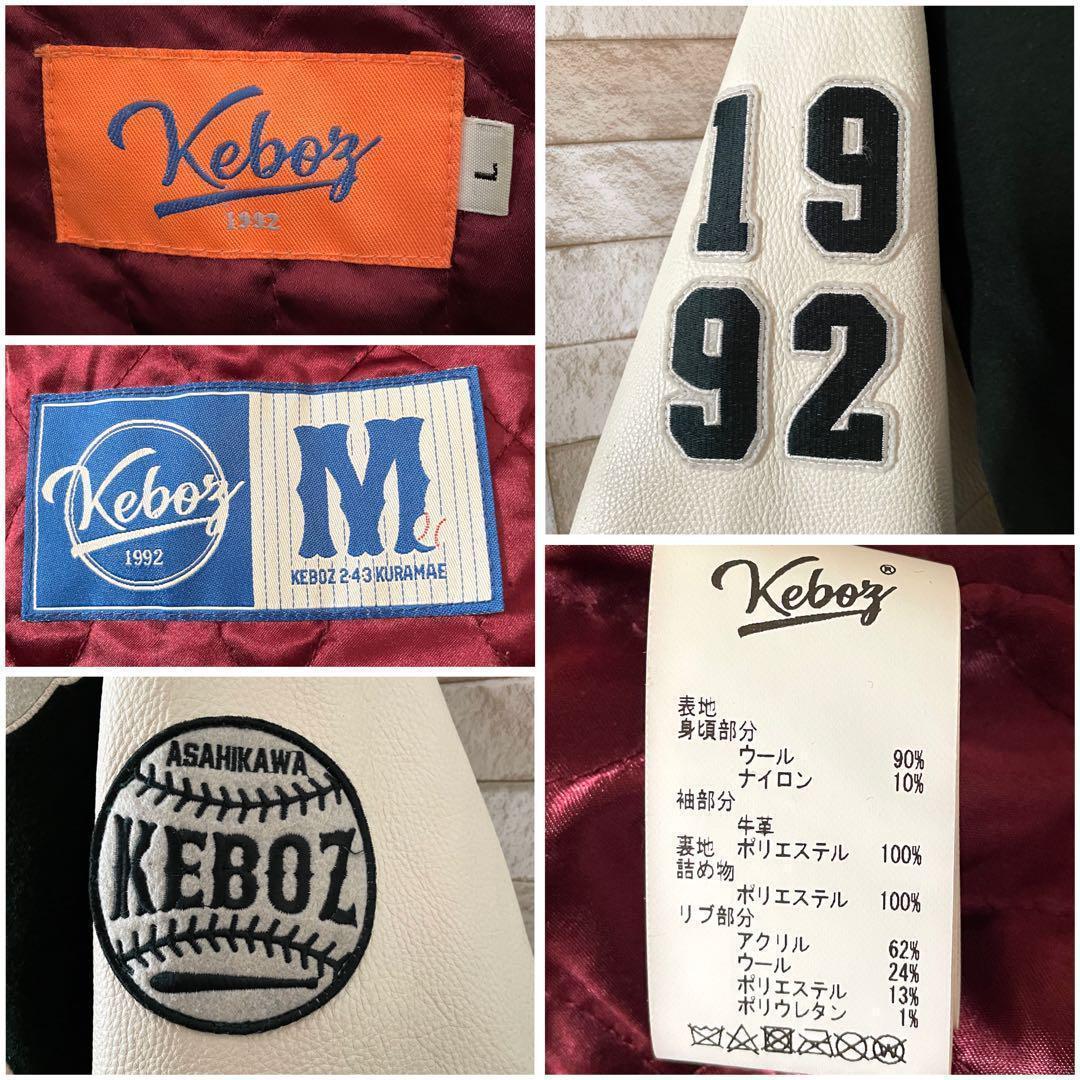 Keboz
1992
L
19
92
Keboz
1992
M
KEBOZ 2-4-3 KURAMAE
ASAHIKAWA
KEBOZ
Keboz®
表地
身頃部分
ウール 90%
ナイロン 10%
袖部分
牛革
裏地 ポリエステル 100%
詰め物
ポリエステル 100%
リブ部分
アクリル 62%
ウール 24%
ポリエステル 13%
ポリウレタン 1%